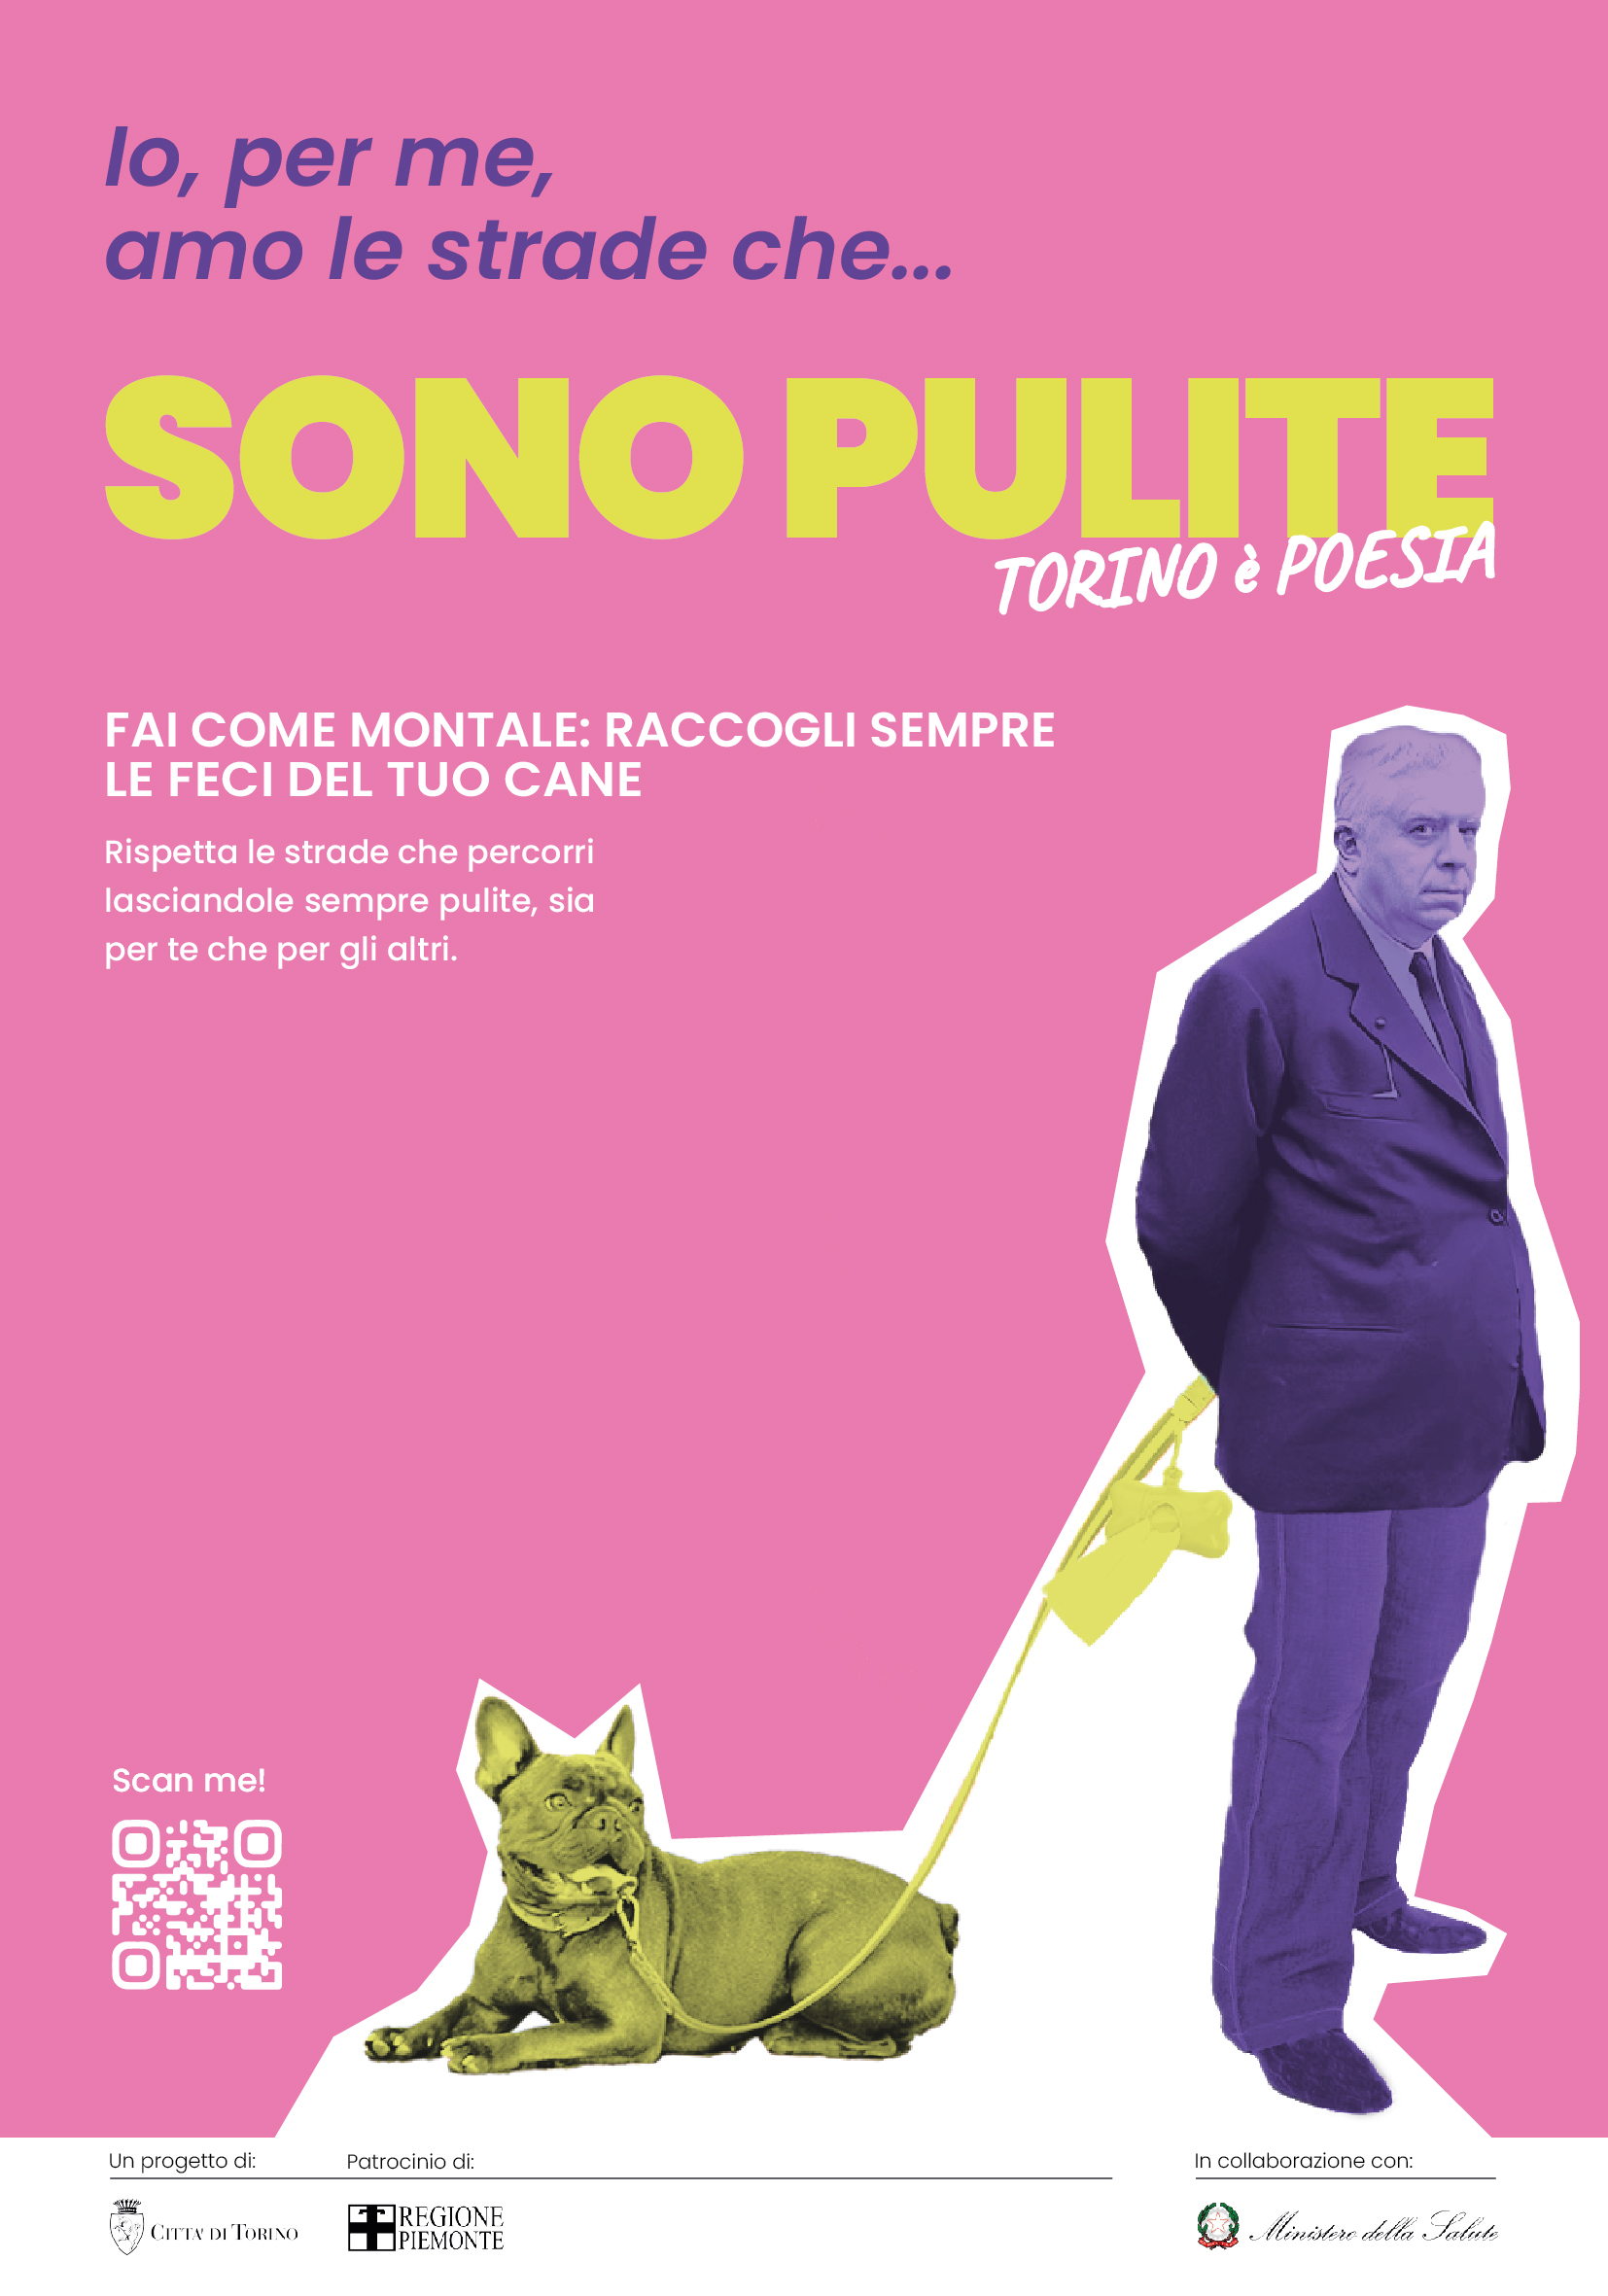 Io, per me,
amo le strade che...
SONO PULITE
TORINO è POESIA
FAI COME MONTALE: RACCOGLI SEMPRE
LE FECI DEL TUO CANE
Rispetta le strade che percorri
lasciandole sempre pulite, sia
per te che per gli altri.
Scan me!
Un progetto di:
CITTA' DI TORINO
Patrocinio di:
REGIONE
PIEMONTE
In collaborazione con:
Ministero della Salute